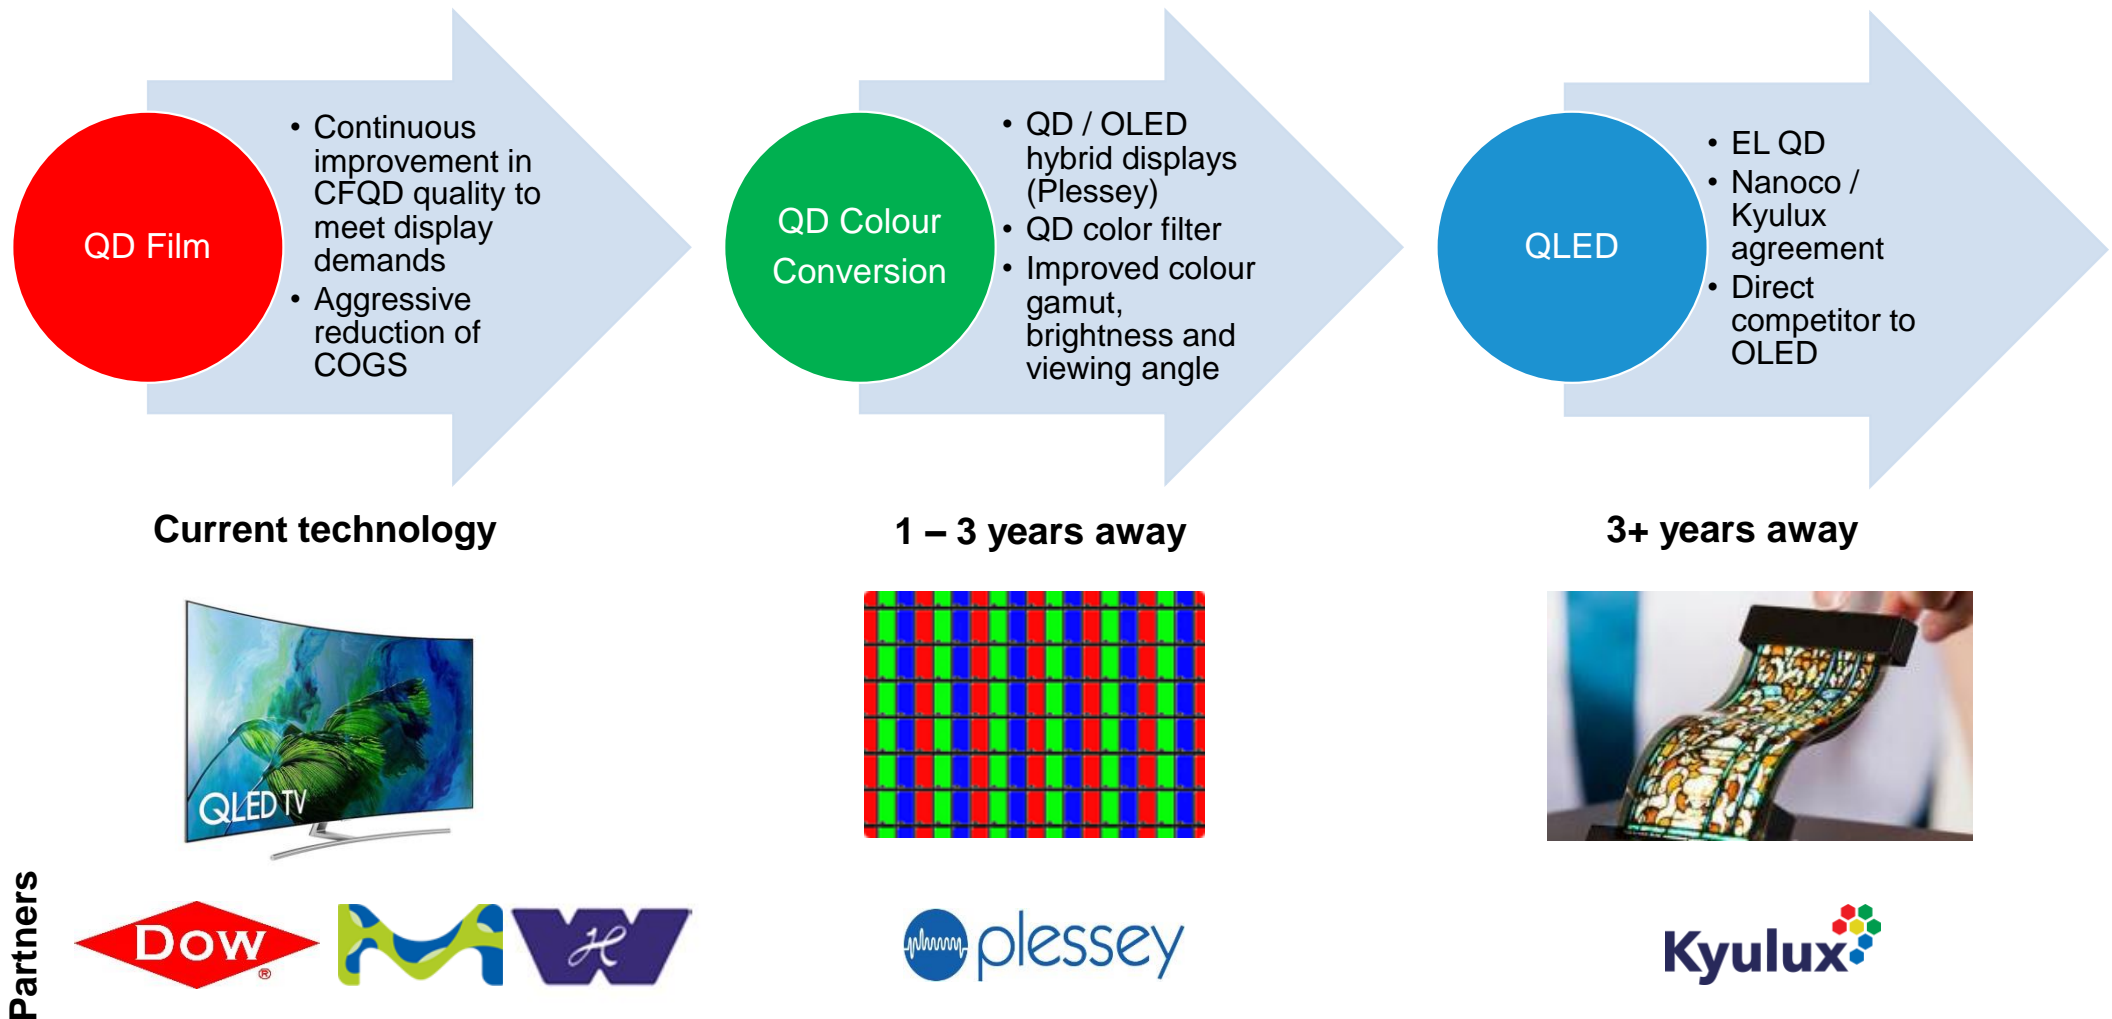 QD Film
• Continuous
improvement in
CFQD quality to
meet display
demands
• Aggressive
reduction of
COGS
QD Colour
Conversion
• QD / OLED
hybrid displays
(Plessey)
• QD color filter
• Improved colour
gamut,
brightness and
viewing angle
QLED
• EL QD
• Nanoco /
Kyulux
agreement
• Direct
competitor to
OLED
Current technology
1 – 3 years away
3+ years away
QLED TV
Partners
DOW
®
H
W
plessey
Kyulux